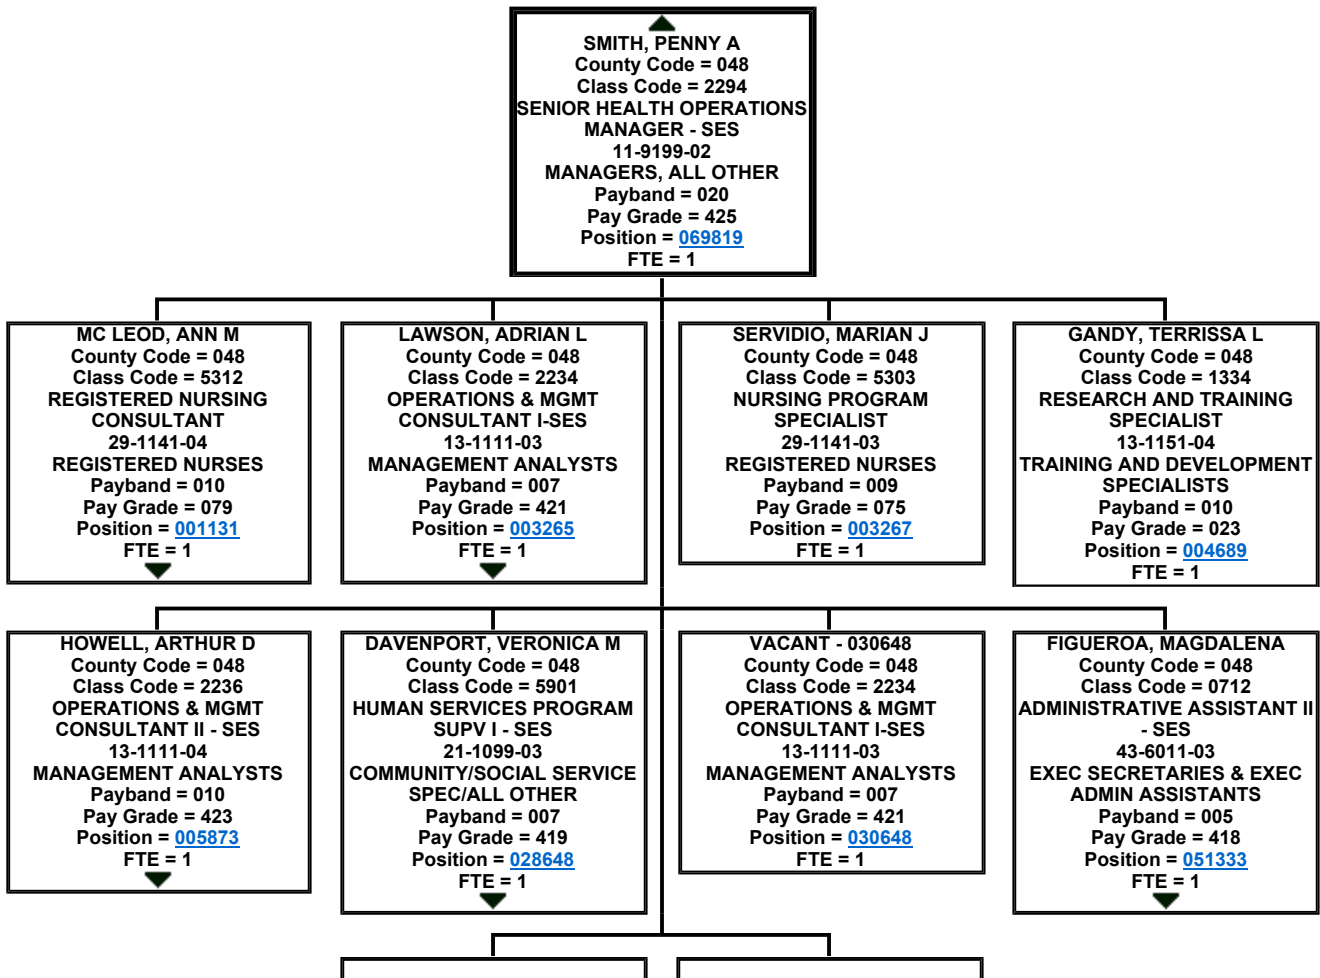 SMITH, PENNY A
County Code = 048
Class Code = 2294
SENIOR HEALTH OPERATIONS
MANAGER - SES
11-9199-02
MANAGERS, ALL OTHER
Payband = 020
Pay Grade = 425
Position = 069819
FTE = 1
MC LEOD, ANN M
County Code = 048
Class Code = 5312
REGISTERED NURSING
CONSULTANT
29-1141-04
REGISTERED NURSES
Payband = 010
Pay Grade = 079
Position = 001131
FTE = 1
LAWSON, ADRIAN L
County Code = 048
Class Code = 2234
OPERATIONS & MGMT
CONSULTANT I-SES
13-1111-03
MANAGEMENT ANALYSTS
Payband = 007
Pay Grade = 421
Position = 003265
FTE = 1
SERVIDIO, MARIAN J
County Code = 048
Class Code = 5303
NURSING PROGRAM
SPECIALIST
29-1141-03
REGISTERED NURSES
Payband = 009
Pay Grade = 075
Position = 003267
FTE = 1
GANDY, TERRISSA L
County Code = 048
Class Code = 1334
RESEARCH AND TRAINING
SPECIALIST
13-1151-04
TRAINING AND DEVELOPMENT
SPECIALISTS
Payband = 010
Pay Grade = 023
Position = 004689
FTE = 1
HOWELL, ARTHUR D
County Code = 048
Class Code = 2236
OPERATIONS & MGMT
CONSULTANT II - SES
13-1111-04
MANAGEMENT ANALYSTS
Payband = 010
Pay Grade = 423
Position = 005873
FTE = 1
DAVENPORT, VERONICA M
County Code = 048
Class Code = 5901
HUMAN SERVICES PROGRAM
SUPV I - SES
21-1099-03
COMMUNITY/SOCIAL SERVICE
SPEC/ALL OTHER
Payband = 007
Pay Grade = 419
Position = 028648
FTE = 1
VACANT - 030648
County Code = 048
Class Code = 2234
OPERATIONS & MGMT
CONSULTANT I-SES
13-1111-03
MANAGEMENT ANALYSTS
Payband = 007
Pay Grade = 421
Position = 030648
FTE = 1
FIGUEROA, MAGDALENA
County Code = 048
Class Code = 0712
ADMINISTRATIVE ASSISTANT II
- SES
43-6011-03
EXEC SECRETARIES & EXEC
ADMIN ASSISTANTS
Payband = 005
Pay Grade = 418
Position = 051333
FTE = 1